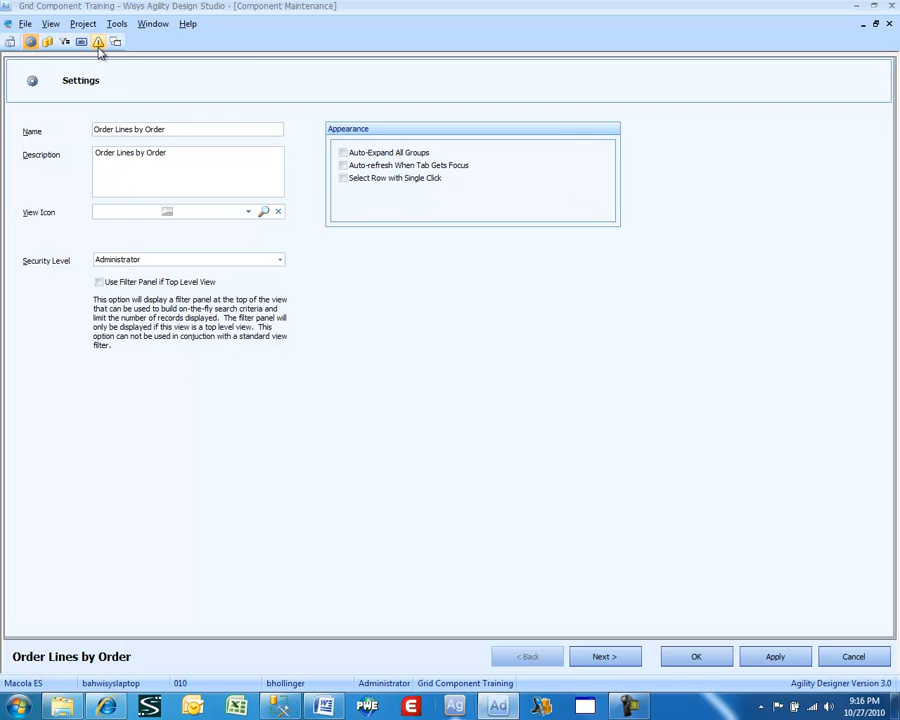 Ad Grid Component Training - Wisys Agility Design Studio - [Component Maintenance]
File View Project Tools Window Help
Settings
Name
Order Lines by Order
Description
Order Lines by Order
View Icon
Security Level
Administrator
Use Filter Panel if Top Level View
This option will display a filter panel at the top of the view
that can be used to build on-the-fly search criteria and
limit the number of records displayed. The filter panel will
only be displayed if this view is a top level view. This
option can not be used in conjuction with a standard view
filter.
Appearance
Auto-Expand All Groups
Auto-refresh When Tab Gets Focus
Select Row with Single Click
Order Lines by Order
< Back Next > OK Apply Cancel
Macola ES bahwisyslaptop 010 bhollinger Administrator Grid Component Training Agility Designer Version 3.0
PWE Ag Ad
9:16 PM
10/27/2010